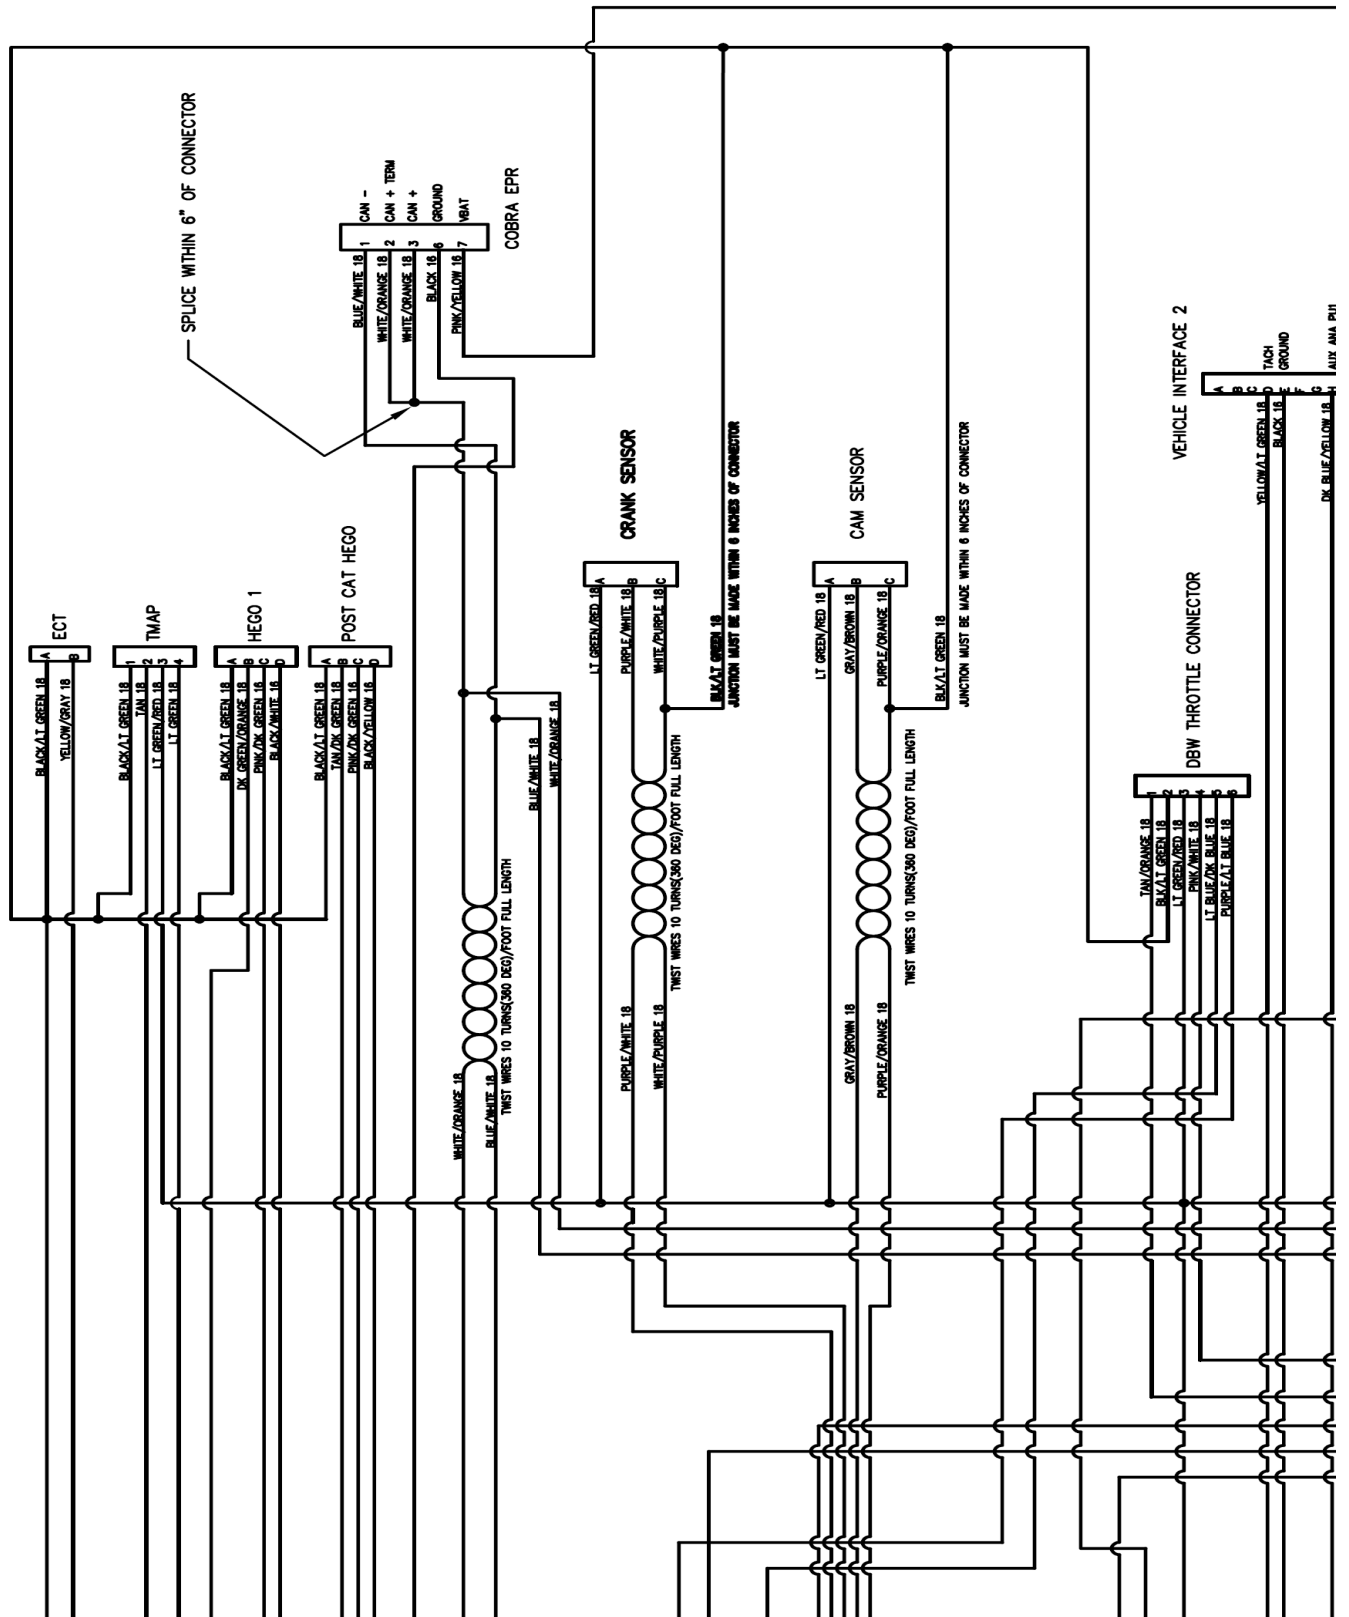 SPLICE WITHIN 6" OF CONNECTOR
CAN -
CAN + TERM
CAN +
GROUND
VBAT
1
2
3
6
7
COBRA EPR
BLUE/WHITE 18
WHITE/ORANGE 18
WHITE/ORANGE 18
BLACK 16
PINK/YELLOW 16
ECT
A
B
BLACK/LT GREEN 18
YELLOW/GRAY 18
TMAP
1
2
3
4
BLACK/LT GREEN 18
TAN 18
LT GREEN/RED 18
LT GREEN 18
HEGO 1
A
B
C
D
BLACK/LT GREEN 18
DK GREEN/ORANGE 18
PINK/DK GREEN 16
BLACK/WHITE 16
POST CAT HEGO
A
B
C
D
BLACK/LT GREEN 18
TAN/DK GREEN 18
PINK/DK GREEN 16
BLACK/YELLOW 16
BLUE/WHITE 18
WHITE/ORANGE 18
TWIST WIRES 10 TURNS(360 DEG)/FOOT FULL LENGTH
WHITE/ORANGE 18
BLUE/WHITE 18
CRANK SENSOR
A
B
C
LT GREEN/RED 18
PURPLE/WHITE 18
WHITE/PURPLE 18
BLK/LT GREEN 18
JUNCTION MUST BE MADE WITHIN 6 INCHES OF CONNECTOR
TWIST WIRES 10 TURNS(360 DEG)/FOOT FULL LENGTH
PURPLE/WHITE 18
WHITE/PURPLE 18
CAM SENSOR
A
B
C
LT GREEN/RED 18
GRAY/BROWN 18
PURPLE/ORANGE 18
BLK/LT GREEN 18
JUNCTION MUST BE MADE WITHIN 6 INCHES OF CONNECTOR
TWIST WIRES 10 TURNS(360 DEG)/FOOT FULL LENGTH
GRAY/BROWN 18
PURPLE/ORANGE 18
DBW THROTTLE CONNECTOR
1
2
3
4
5
6
TAN/ORANGE 18
BLK/LT GREEN 18
LT GREEN/RED 18
PINK/WHITE 18
LT BLUE/DK BLUE 18
PURPLE/LT BLUE 18
VEHICLE INTERFACE 2
A
B
C
D
E
F
G
H
TACH
GROUND
AUX ANA
YELLOW/LT GREEN 18
BLACK 16
DK BLUE/YELLOW 18